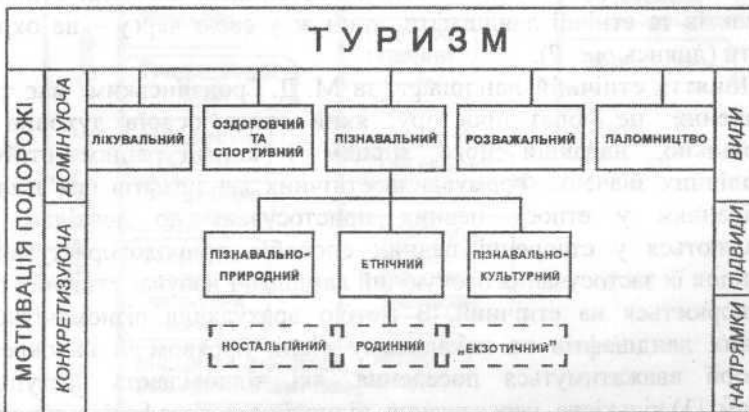 ТУРИЗМ
МОТИВАЦІЯ ПОДОРОЖІ
ДОМІНУЮЧА
ЛІКУВАЛЬНИЙ
ОЗДОРОВЧИЙ
ТА
СПОРТИВНИЙ
ПІЗНАВАЛЬНИЙ
РОЗВАЖАЛЬНИЙ
ПАЛОМНИЦТВО
ВИДИ
КОНКРЕТИЗУЮЧА
ПІЗНАВАЛЬНО-
ПРИРОДНИЙ
ЕТНІЧНИЙ
ПІЗНАВАЛЬНО-
КУЛЬТУРНИЙ
ПІДВИДИ
НОСТАЛЬГІЙНИЙ
РОДИННИЙ
„ЕКЗОТИЧНИЙ"
НАПРЯМКИ